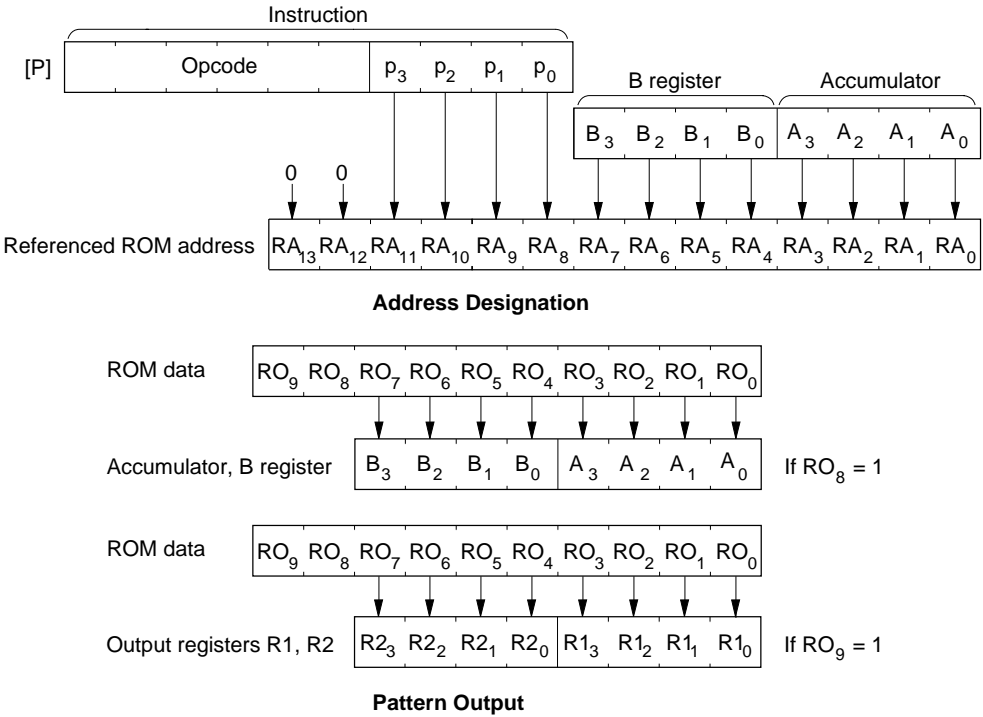 Instruction
[P] Opcode p3 p2 p1 p0
B register Accumulator
B3 B2 B1 B0 A3 A2 A1 A0
0 0
Referenced ROM address RA13 RA12 RA11 RA10 RA9 RA8 RA7 RA6 RA5 RA4 RA3 RA2 RA1 RA0
Address Designation
ROM data RO9 RO8 RO7 RO6 RO5 RO4 RO3 RO2 RO1 RO0
Accumulator, B register B3 B2 B1 B0 A3 A2 A1 A0 If RO8 = 1
ROM data RO9 RO8 RO7 RO6 RO5 RO4 RO3 RO2 RO1 RO0
Output registers R1, R2 R23 R22 R21 R20 R13 R12 R11 R10 If RO9 = 1
Pattern Output